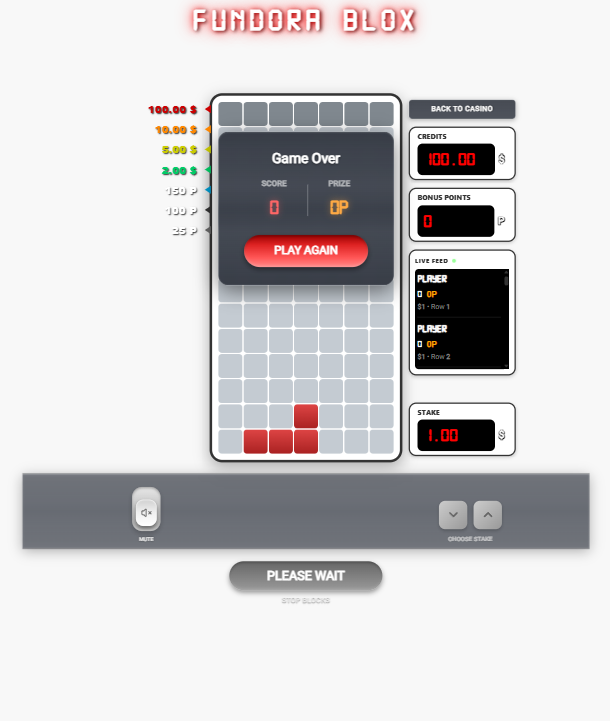 FUNDORA BLOX
100.00 $
10.00 $
5.00 $
2.00 $
150 P
100 P
25 P
Game Over
SCORE
PRIZE
0
0P
PLAY AGAIN
BACK TO CASINO
CREDITS
100.00 $
BONUS POINTS
0 P
LIVE FEED
PLAYER
0 0P
$1 - Row 1
PLAYER
0 0P
$1 - Row 2
STAKE
1.00 $
MUTE
CHOOSE STAKE
PLEASE WAIT
STOP BLOCKS